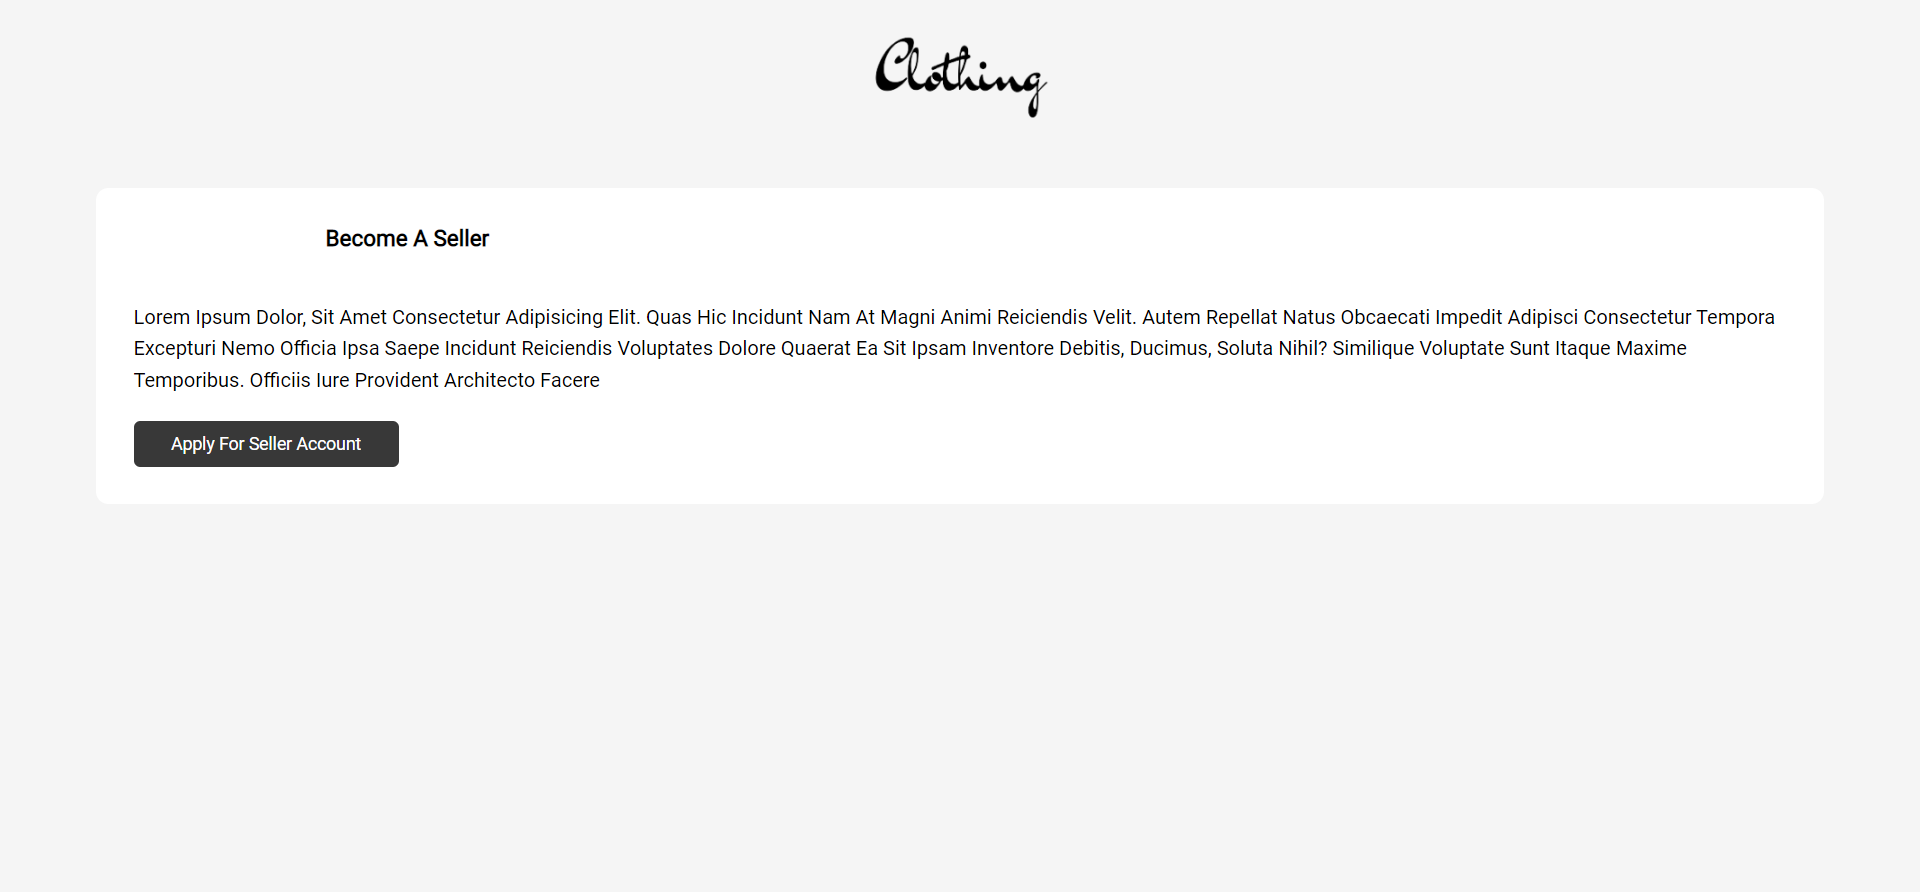 Clothing
Become A Seller
Lorem Ipsum Dolor, Sit Amet Consectetur Adipisicing Elit. Quas Hic Incidunt Nam At Magni Animi Reiciendis Velit. Autem Repellat Natus Obcaecati Impedit Adipisci Consectetur Tempora
Excepturi Nemo Officia Ipsa Saepe Incidunt Reiciendis Voluptates Dolore Quaerat Ea Sit Ipsam Inventore Debitis, Ducimus, Soluta Nihil? Similique Voluptate Sunt Itaque Maxime
Temporibus. Officiis Iure Provident Architecto Facere
Apply For Seller Account